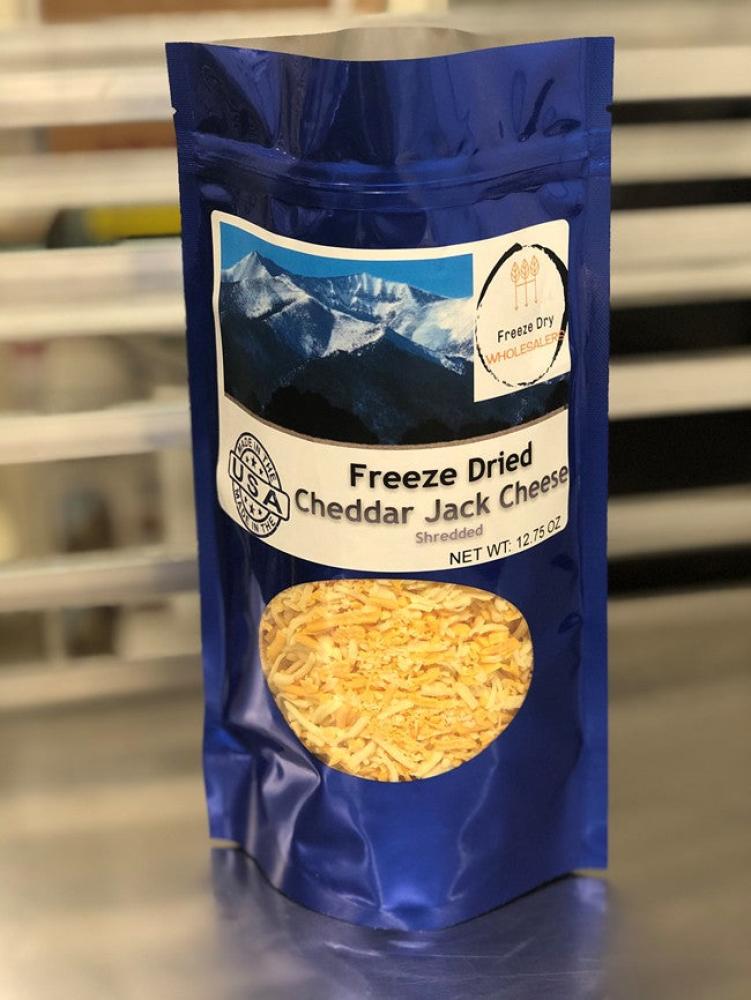 Freeze Dry
WHOLESALERS
MADE IN THE
USA
MADE IN THE
Freeze Dried
Cheddar Jack Cheese
Shredded
NET WT: 12.75 OZ